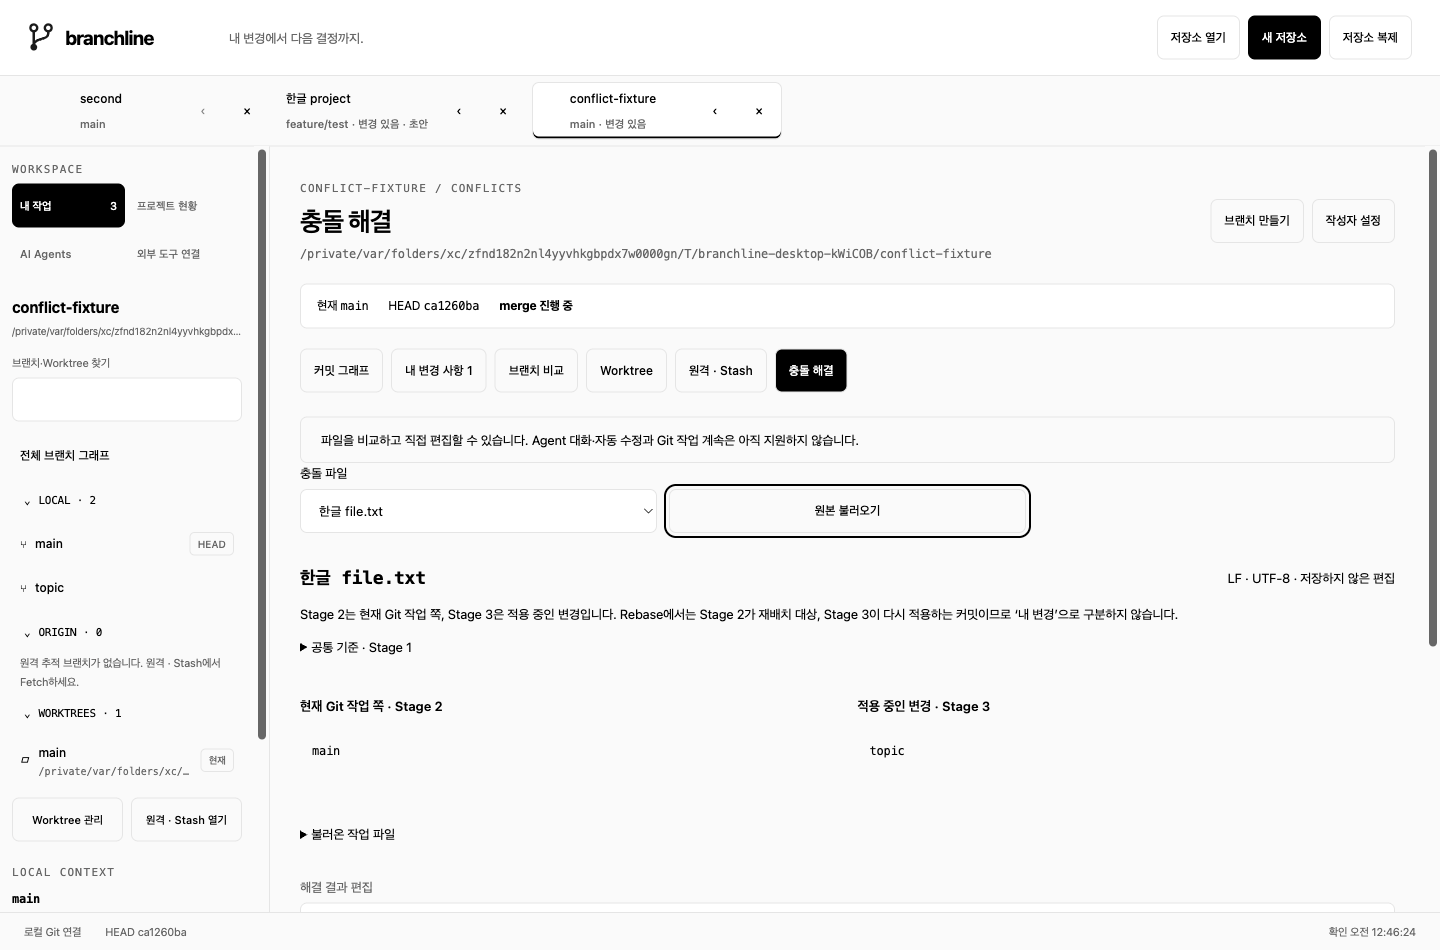 branchline
내 변경에서 다음 결정까지.
저장소 열기
새 저장소
저장소 복제
second
main
‹
×
한글 project
feature/test · 변경 있음 · 초안
‹
×
conflict-fixture
main · 변경 있음
‹
×
WORKSPACE
내 작업 3
프로젝트 현황
AI Agents
외부 도구 연결
conflict-fixture
/private/var/folders/xc/zfnd182n2nl4yyvhkgbpdx...
브랜치·Worktree 찾기
전체 브랜치 그래프
LOCAL · 2
main HEAD
topic
ORIGIN · 0
원격 추적 브랜치가 없습니다. 원격 · Stash에서
Fetch하세요.
WORKTREES · 1
main
/private/var/folders/xc/…
현재
Worktree 관리
원격 · Stash 열기
LOCAL CONTEXT
main
CONFLICT-FIXTURE / CONFLICTS
충돌 해결
/private/var/folders/xc/zfnd182n2nl4yyvhkgbpdx7w0000gn/T/branchline-desktop-kWiCOB/conflict-fixture
브랜치 만들기
작성자 설정
현재 main HEAD ca1260ba merge 진행 중
커밋 그래프
내 변경 사항 1
브랜치 비교
Worktree
원격 · Stash
충돌 해결
파일을 비교하고 직접 편집할 수 있습니다. Agent 대화·자동 수정과 Git 작업 계속은 아직 지원하지 않습니다.
충돌 파일
한글 file.txt
원본 불러오기
한글 file.txt
LF · UTF-8 · 저장하지 않은 편집
Stage 2는 현재 Git 작업 쪽, Stage 3은 적용 중인 변경입니다. Rebase에서는 Stage 2가 재배치 대상, Stage 3이 다시 적용하는 커밋이므로 ‘내 변경’으로 구분하지 않습니다.
▶ 공통 기준 · Stage 1
현재 Git 작업 쪽 · Stage 2
적용 중인 변경 · Stage 3
main
topic
▶ 불러온 작업 파일
해결 결과 편집
로컬 Git 연결
HEAD ca1260ba
확인 오전 12:46:24